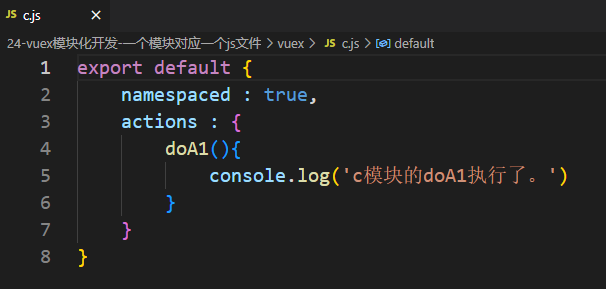 JS c.js ×
24-vuex模块化开发-一个模块对应一个js文件 > vuex > JS c.js > default
1 export default {
2     namespaced : true,
3     actions : {
4         doA1(){
5             console.log('c模块的doA1执行了。')
6         }
7     }
8 }